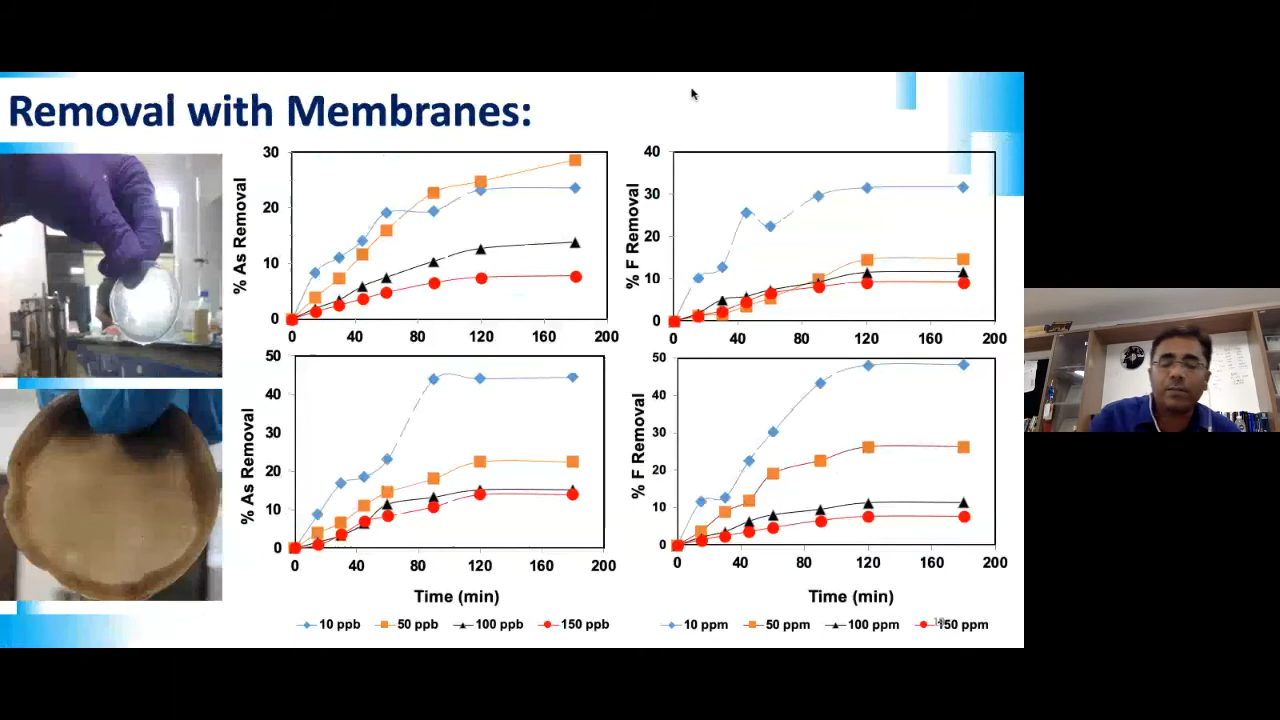 Removal with Membranes:
% As Removal
30
20
10
0
0 40 80 120 160 200
% F Removal
40
30
20
10
0
0 40 80 120 160 200
% As Removal
50
40
30
20
10
0
0 40 80 120 160 200
Time (min)
10 ppb 50 ppb 100 ppb 150 ppb
% F Removal
50
40
30
20
10
0
0 40 80 120 160 200
Time (min)
10 ppm 50 ppm 100 ppm 150 ppm